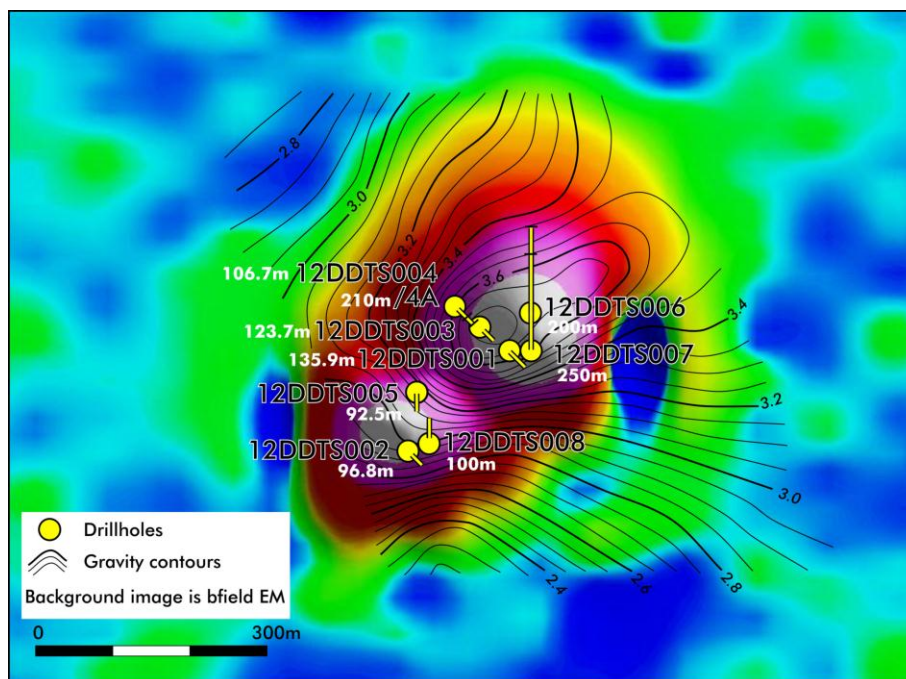 2.8
3.0
3.2
3.4
3.6
3.4
106.7m 12DDTS004
210m /4A
12DDTS006
200m
123.7m 12DDTS003
135.9m 12DDTS001
12DDTS007
250m
12DDTS005
92.5m
3.2
12DDTS002
96.8m
12DDTS008
100m
3.0
2.4
2.6
2.8
Drillholes
Gravity contours
Background image is bfield EM
0 300m